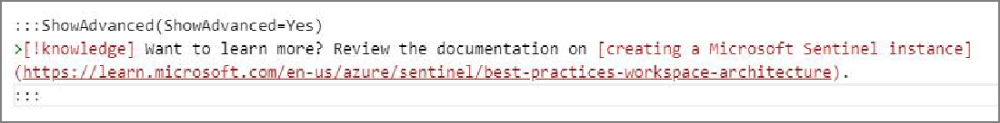 :::ShowAdvanced(ShowAdvanced=Yes)
>[!knowledge] Want to learn more? Review the documentation on [creating a Microsoft Sentinel instance]
(https://learn.microsoft.com/en-us/azure/sentinel/best-practices-workspace-architecture).
:::